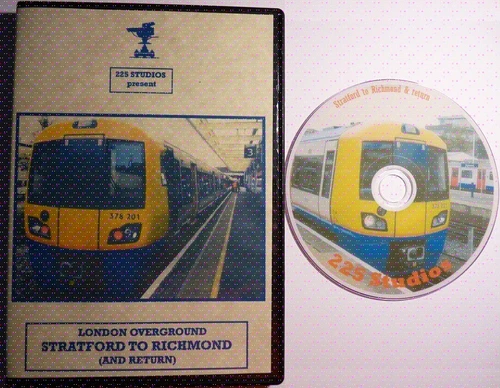 225 STUDIOS
present
3
378 201
LONDON OVERGROUND
STRATFORD TO RICHMOND
(AND RETURN)
Stratford to Richmond & return
225 Studios